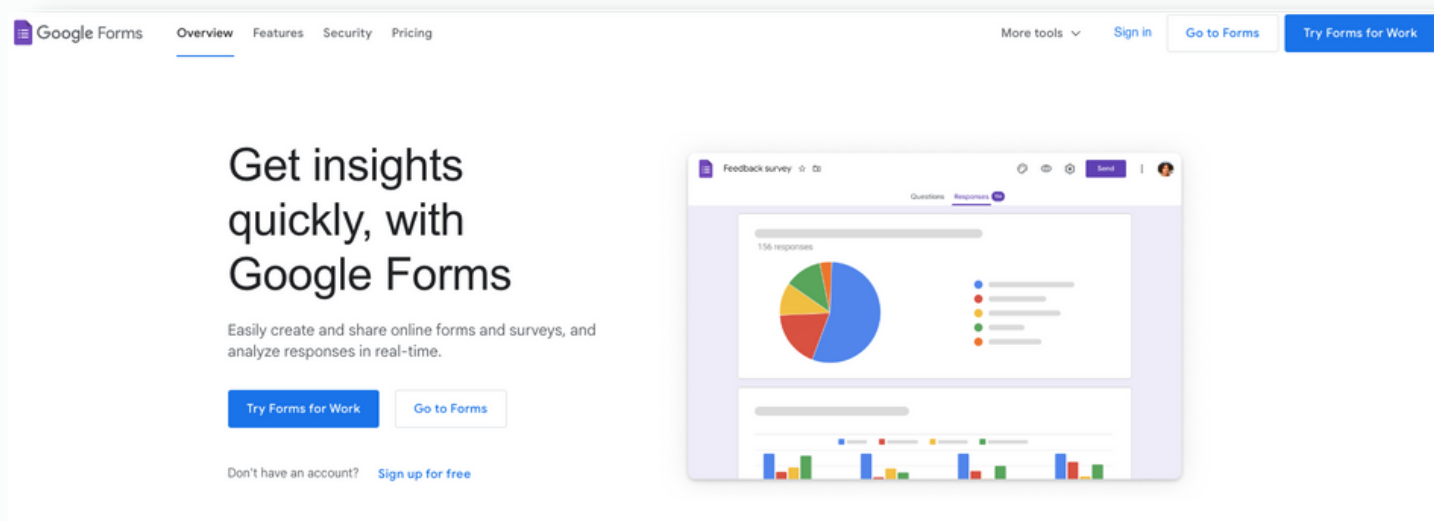 Google Forms
Overview Features Security Pricing
More tools Sign in Go to Forms Try Forms for Work
Get insights
quickly, with
Google Forms
Easily create and share online forms and surveys, and
analyze responses in real-time.
Try Forms for Work Go to Forms
Don't have an account? Sign up for free
Feedback survey
Send
Questions Responses
156 responses